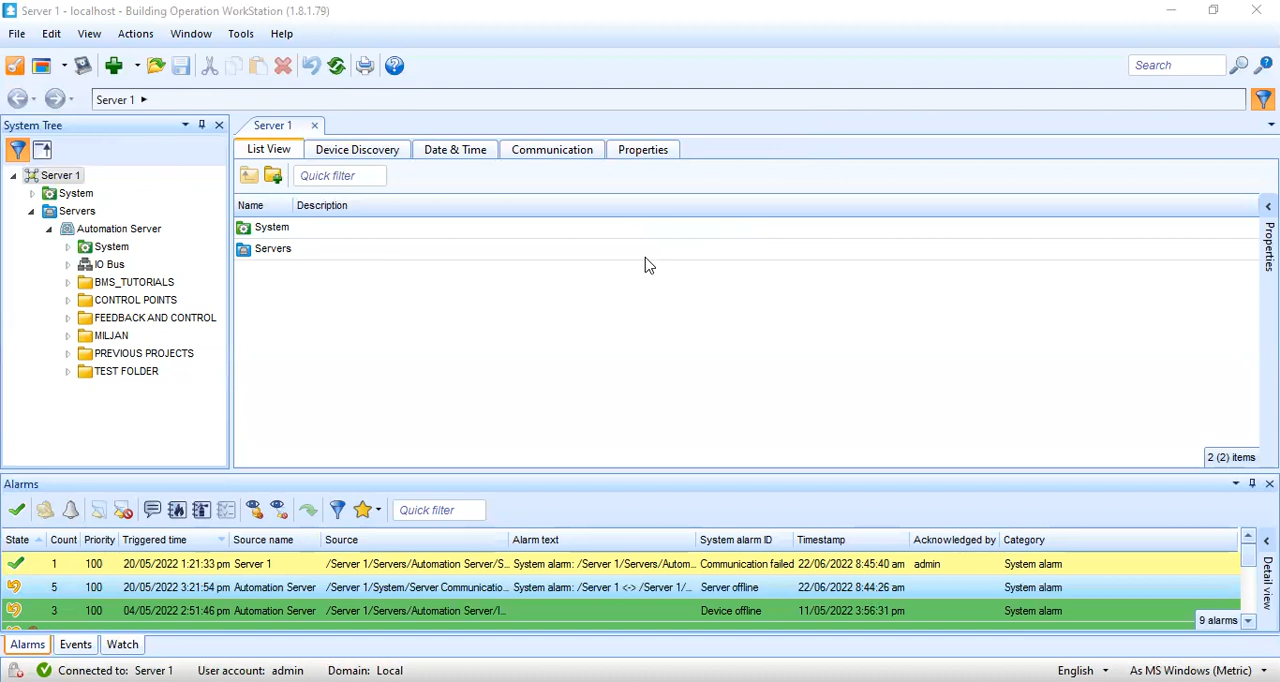 Server 1 - localhost - Building Operation WorkStation (1.8.1.79)
File Edit View Actions Window Tools Help
Search
Server 1
System Tree
Server 1
System
Servers
Automation Server
System
IO Bus
BMS_TUTORIALS
CONTROL POINTS
FEEDBACK AND CONTROL
MILJAN
PREVIOUS PROJECTS
TEST FOLDER
Server 1
List View Device Discovery Date & Time Communication Properties
Quick filter
Name Description
System
Servers
Properties
2 (2) items
Alarms
Quick filter
State Count Priority Triggered time Source name Source Alarm text System alarm ID Timestamp Acknowledged by Category
1 100 20/05/2022 1:21:33 pm Server 1 /Server 1/Servers/Automation Server/S... System alarm: /Server 1/Servers/Autom... Communication failed 22/06/2022 8:45:40 am admin System alarm
5 100 20/05/2022 3:21:54 pm Automation Server /Server 1/System/Server Communicatio... System alarm: /Server 1 <-> /Server 1/... Server offline 22/06/2022 8:44:26 am System alarm
3 100 04/05/2022 2:51:46 pm Automation Server /Server 1/Servers/Automation Server/I... Device offline 11/05/2022 3:56:31 pm System alarm
Detail view
9 alarms
Alarms Events Watch
Connected to: Server 1 User account: admin Domain: Local English As MS Windows (Metric)